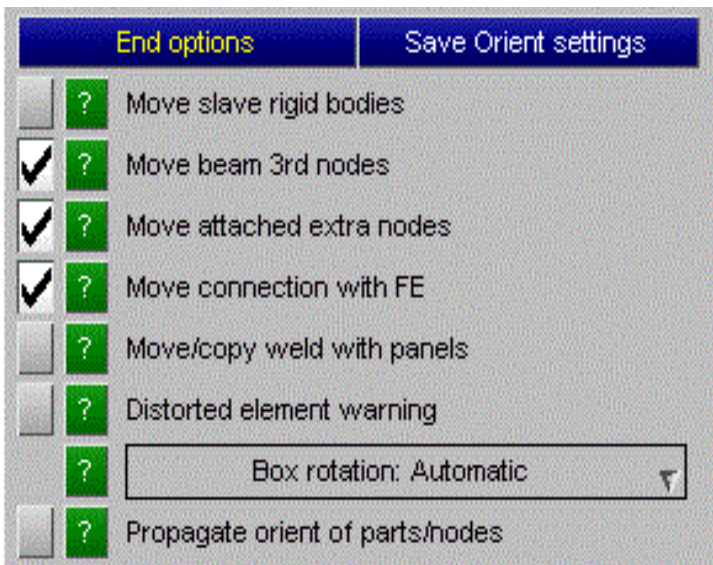 End options Save Orient settings
? Move slave rigid bodies
? Move beam 3rd nodes
? Move attached extra nodes
? Move connection with FE
? Move/copy weld with panels
? Distorted element warning
? Box rotation: Automatic
? Propagate orient of parts/nodes